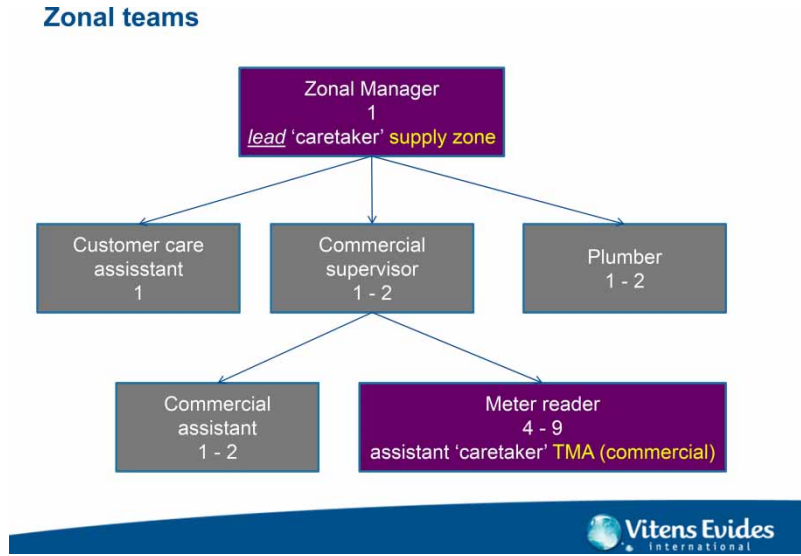 Zonal teams
Zonal Manager
1
lead ‘caretaker’ supply zone
Customer care
assisstant
1
Commercial
supervisor
1 - 2
Plumber
1 - 2
Commercial
assistant
1 - 2
Meter reader
4 - 9
assistant ‘caretaker’ TMA (commercial)
Vitens Evides
international